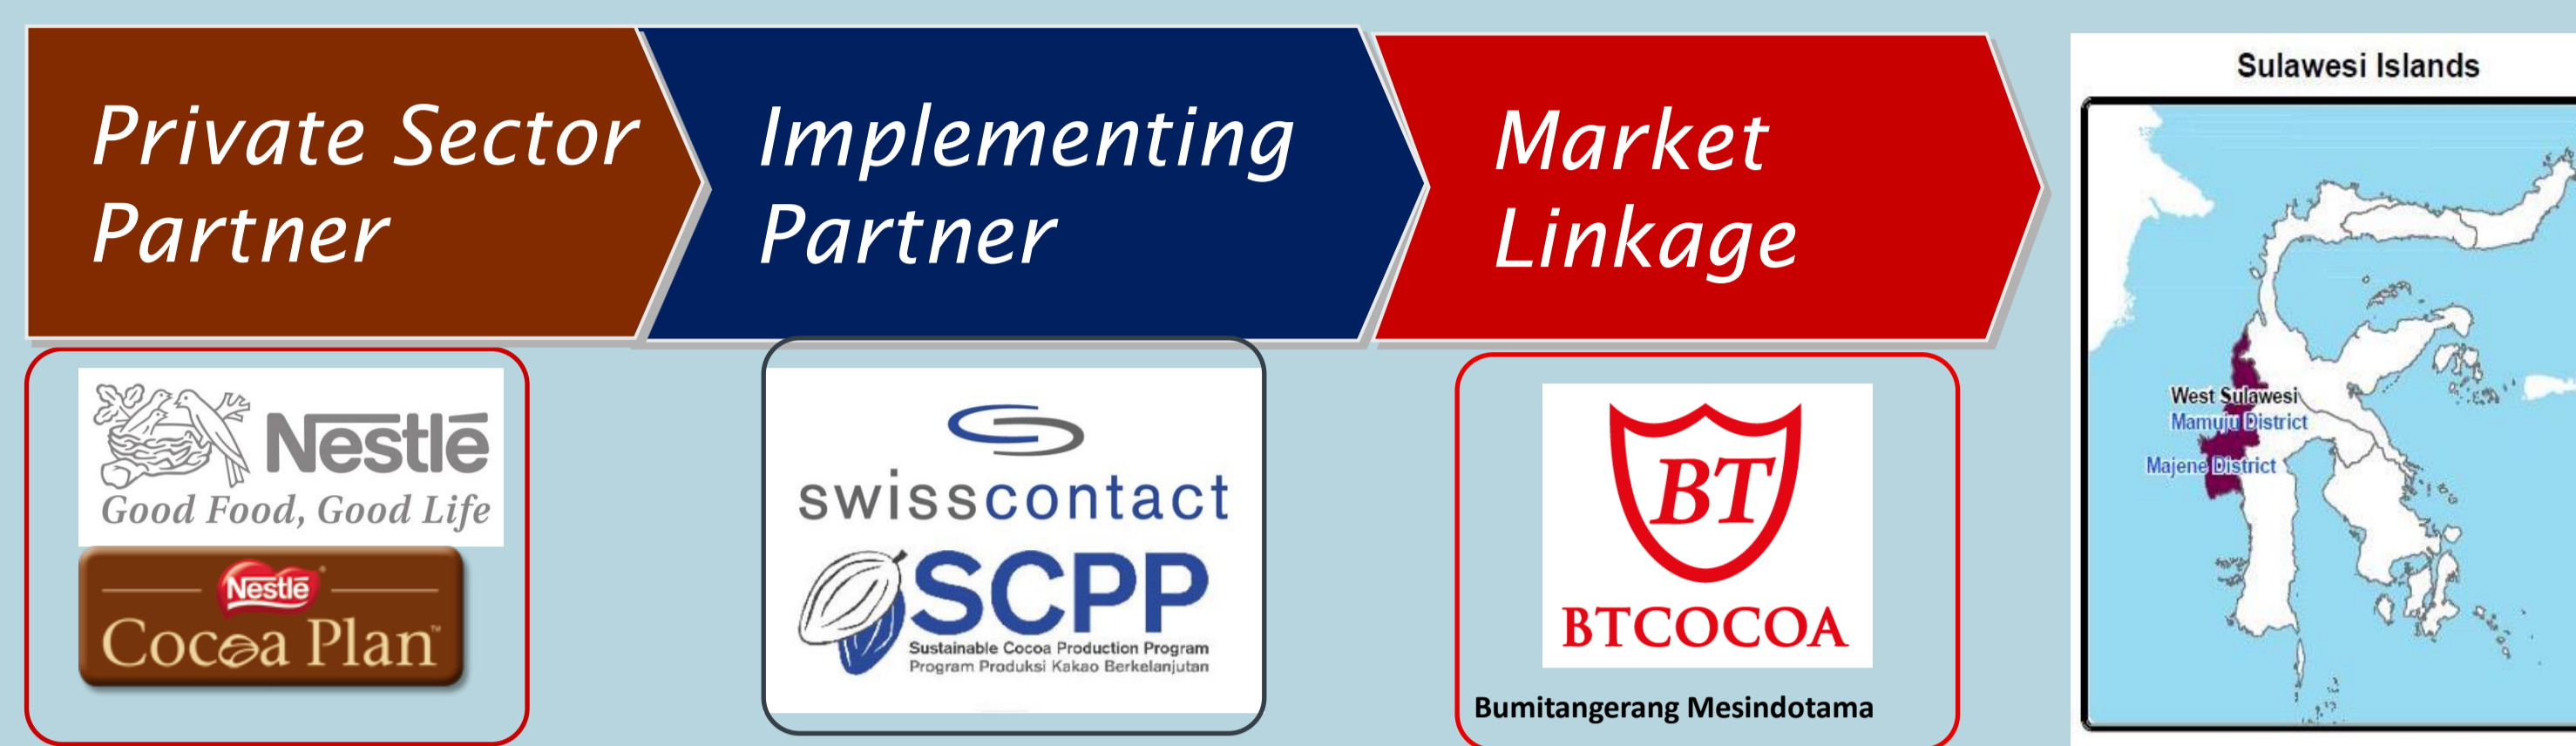 Private Sector
Partner
Implementing
Partner
Market
Linkage
Nestlé
Good Food, Good Life
Nestlé
Cocoa Plan™
swisscontact
SCPP
Sustainable Cocoa Production Program
Program Produksi Kakao Berkelanjutan
BT
BTCOCOA
Bumitangerang Mesindotama
Sulawesi Islands
West Sulawesi
Mamuju District
Majene District